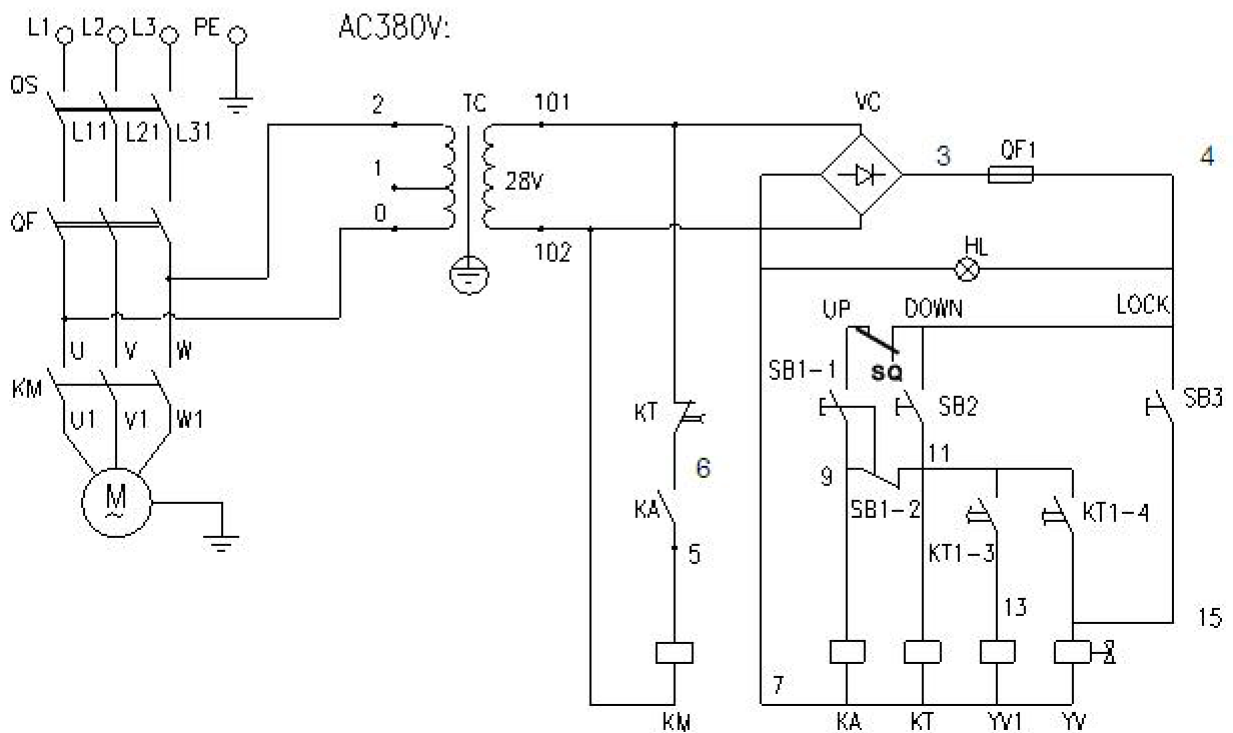 L1 L2 L3 PE AC380V:
QS
L11 L21 L31
2 TC 101 VC
3 QF1 4
1
28V
QF 0
102
HL
UP DOWN LOCK
U V W
SB1-1 SQ
KM
SB2 SB3
U1 V1 W1
KT
11
6 9
M
~
KA SB1-2 KT1-4
5 KT1-3
13
15
7
KM KA KT YV1 YV